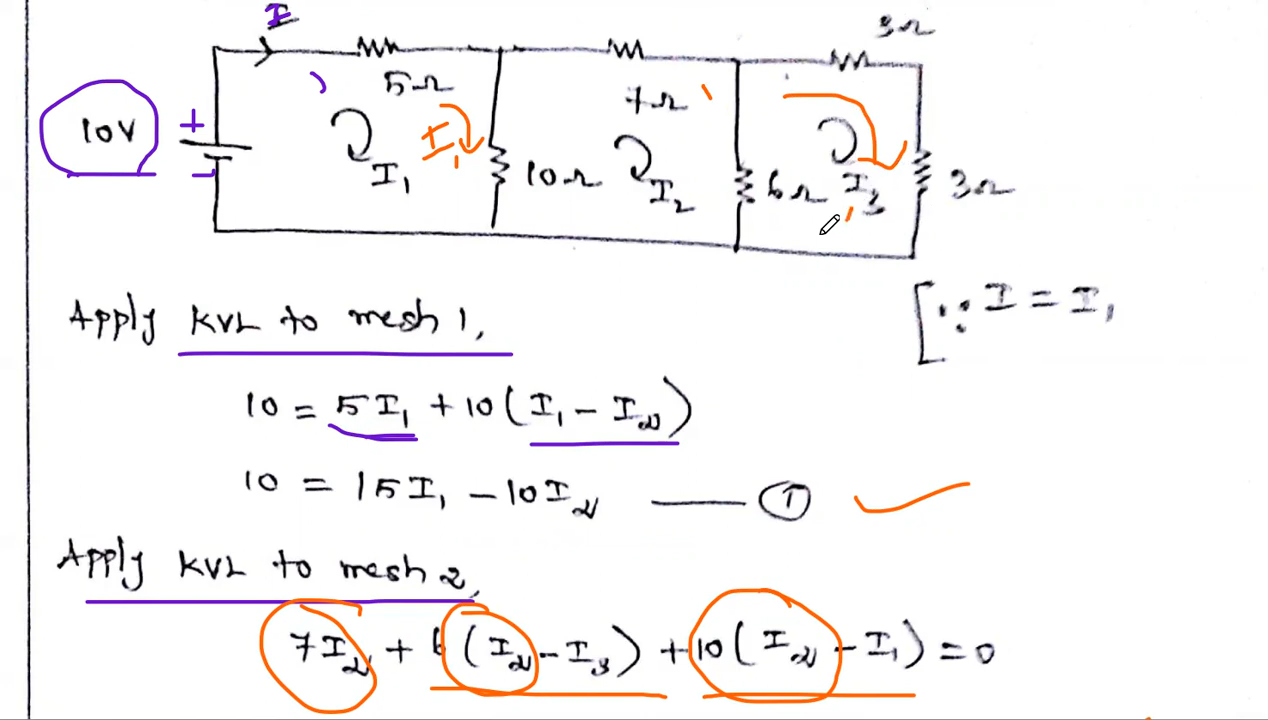 I
3Ω
5Ω
7Ω
10V
+
-
I₁
I₁
10Ω
I₂
6Ω
I₃
3Ω
[∵ I = I₁
Apply KVL to mesh 1,
10 = 5I₁ + 10(I₁ - I₂)
10 = 15I₁ - 10I₂ —— ①
Apply KVL to mesh 2,
7I₂ + 6(I₂ - I₃) + 10(I₂ - I₁) = 0